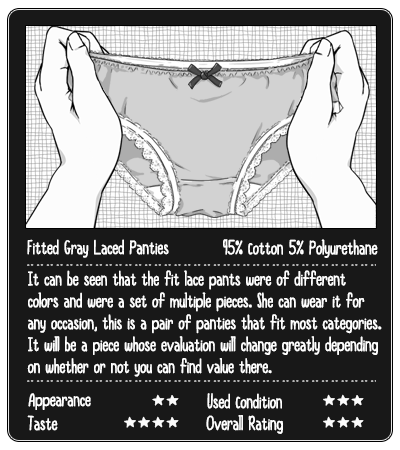 Fitted Gray Laced Panties 95% Cotton 5% Polyurethane
It can be seen that the fit lace pants were of different
colors and were a set of multiple pieces. She can wear it for
any occasion, this is a pair of panties that fit most categories.
It will be a piece whose evaluation will change greatly depending
on whether or not you can find value there.
Appearance ★★ Used Condition ★★★
Taste ★★★★ Overall Rating ★★★